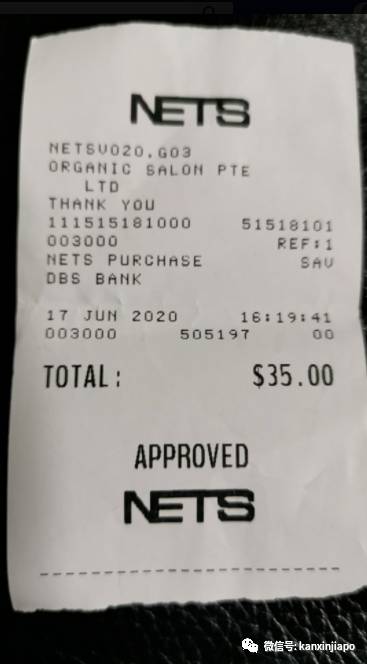 NETS
NETSV020.G03
ORGANIC SALON PTE
LTD
THANK YOU
111515181000 51518101
003000 REF:1
NETS PURCHASE SAV
DBS BANK
17 JUN 2020 16:19:41
003000 505197 00
TOTAL: $35.00
APPROVED
NETS
微信号: kanxinjiapo